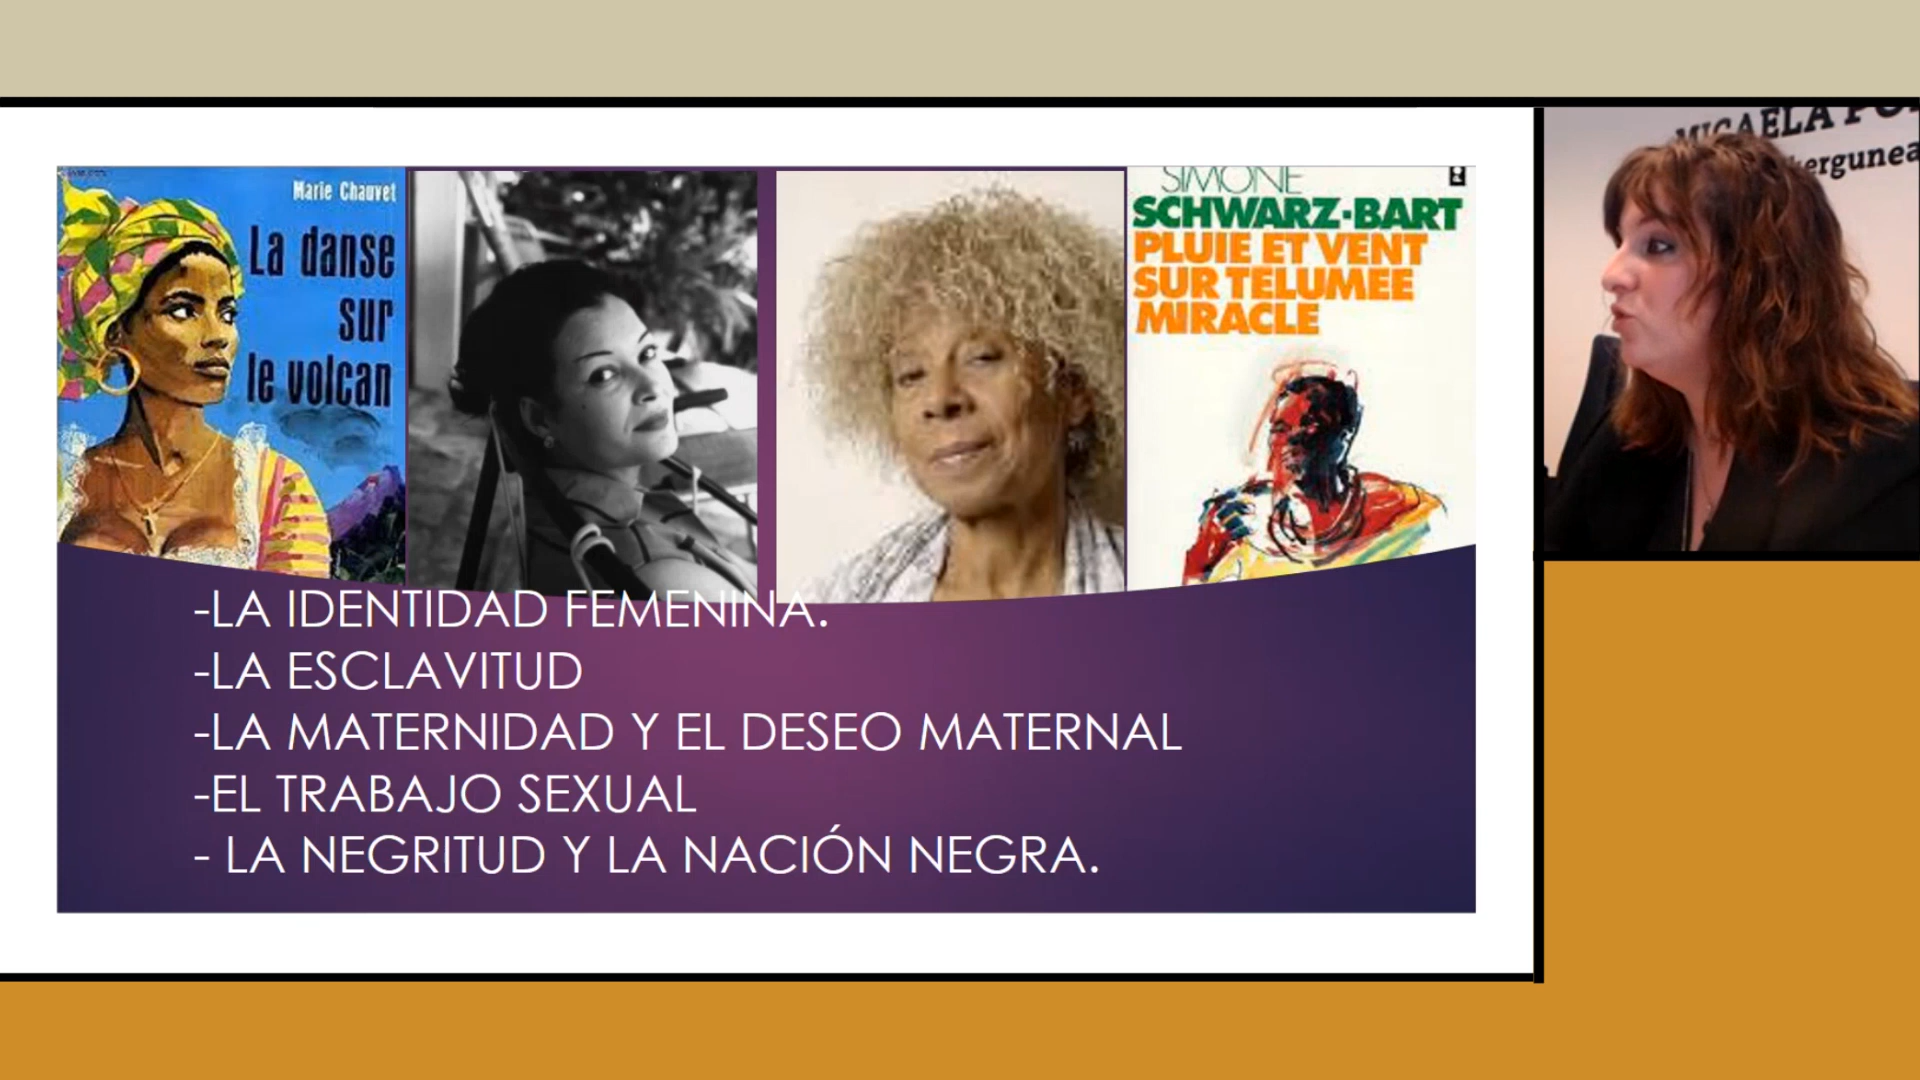 Marie Chauvet
La danse
sur
le volcan
SIMONE
SCHWARZ-BART
PLUIE ET VENT
SUR TELUMEE
MIRACLE
-LA IDENTIDAD FEMENINA.
-LA ESCLAVITUD
-LA MATERNIDAD Y EL DESEO MATERNAL
-EL TRABAJO SEXUAL
- LA NEGRITUD Y LA NACIÓN NEGRA.
MICAELA